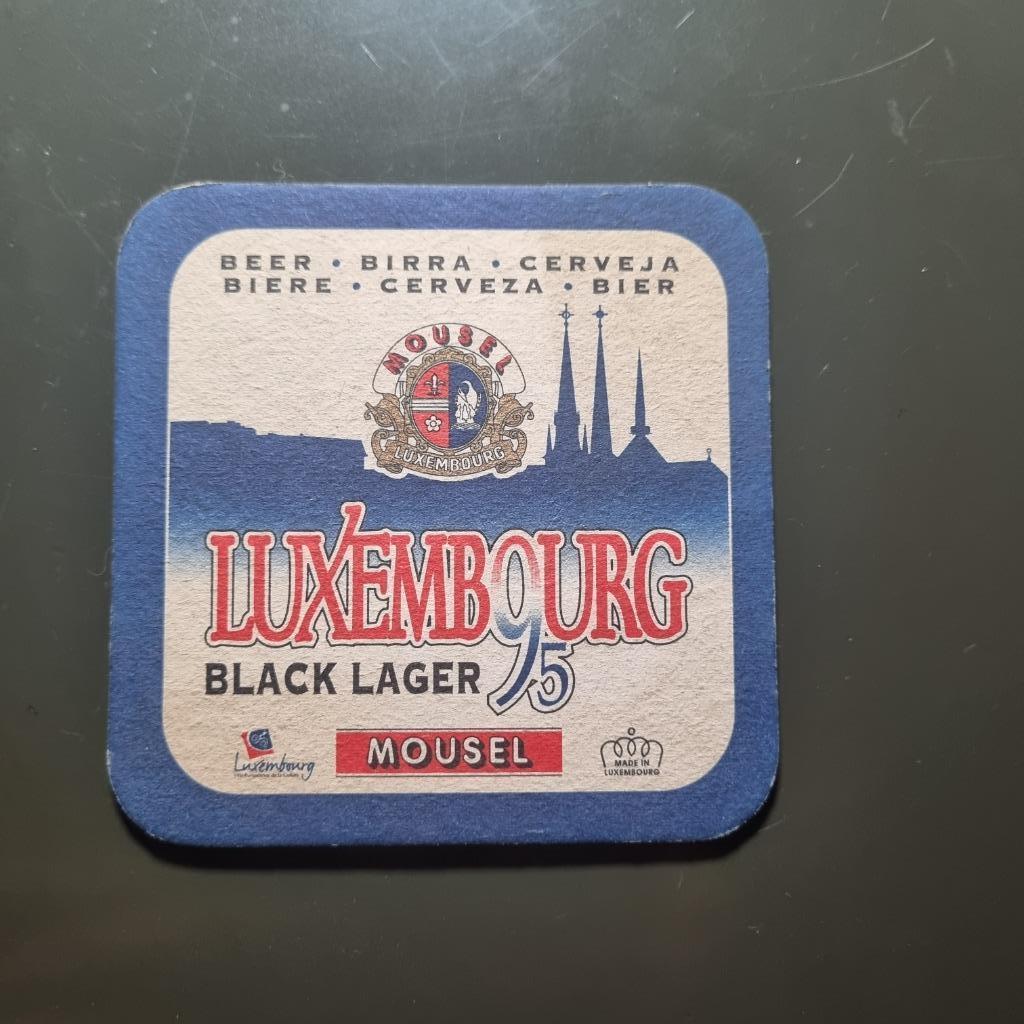 BEER • BIRRA • CERVEJA
BIERE • CERVEZA • BIER
MOUSEL
LUXEMBOURG
LUXEMBOURG
95
BLACK LAGER
Luxembourg
MOUSEL
MADE IN
LUXEMBOURG